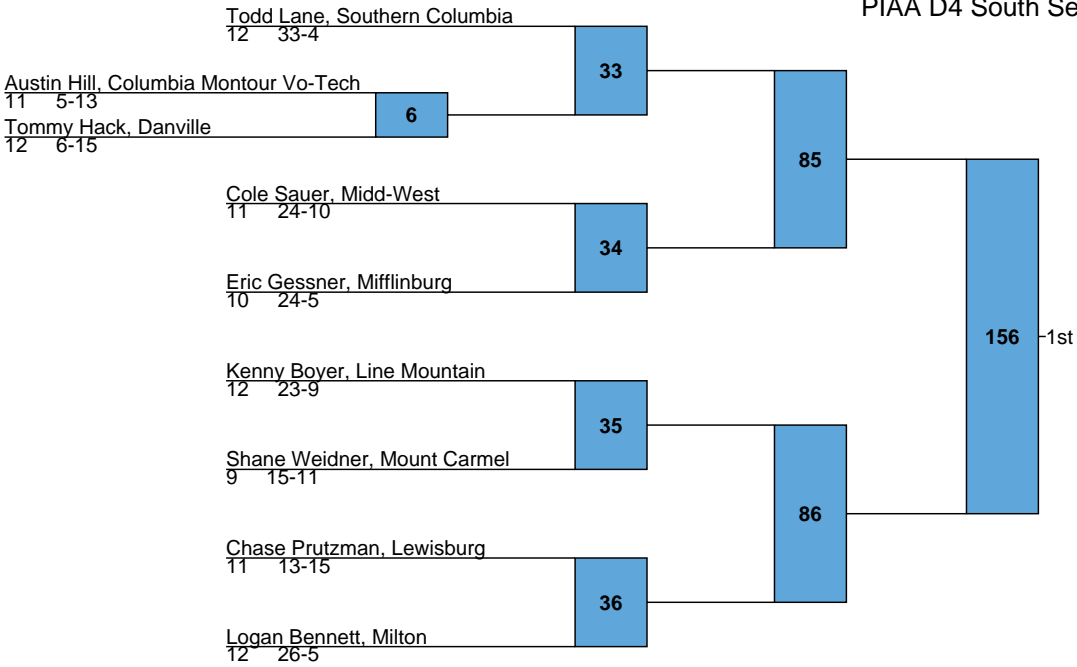 PIAA D4 South Se
Todd Lane, Southern Columbia
12 33-4
33
Austin Hill, Columbia Montour Vo-Tech
11 5-13
6
Tommy Hack, Danville
12 6-15
85
Cole Sauer, Midd-West
11 24-10
34
Eric Gessner, Mifflinburg
10 24-5
156 1st
Kenny Boyer, Line Mountain
12 23-9
35
Shane Weidner, Mount Carmel
9 15-11
86
Chase Prutzman, Lewisburg
11 13-15
36
Logan Bennett, Milton
12 26-5